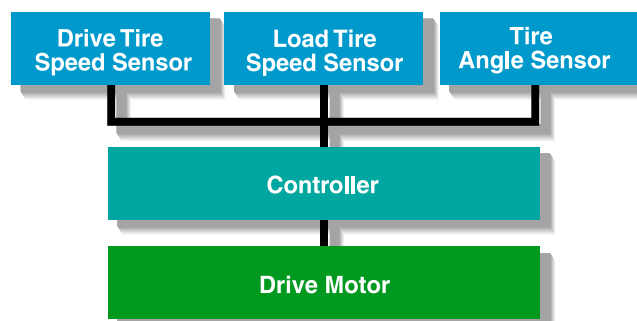 Drive Tire
Speed Sensor
Load Tire
Speed Sensor
Tire
Angle Sensor
Controller
Drive Motor